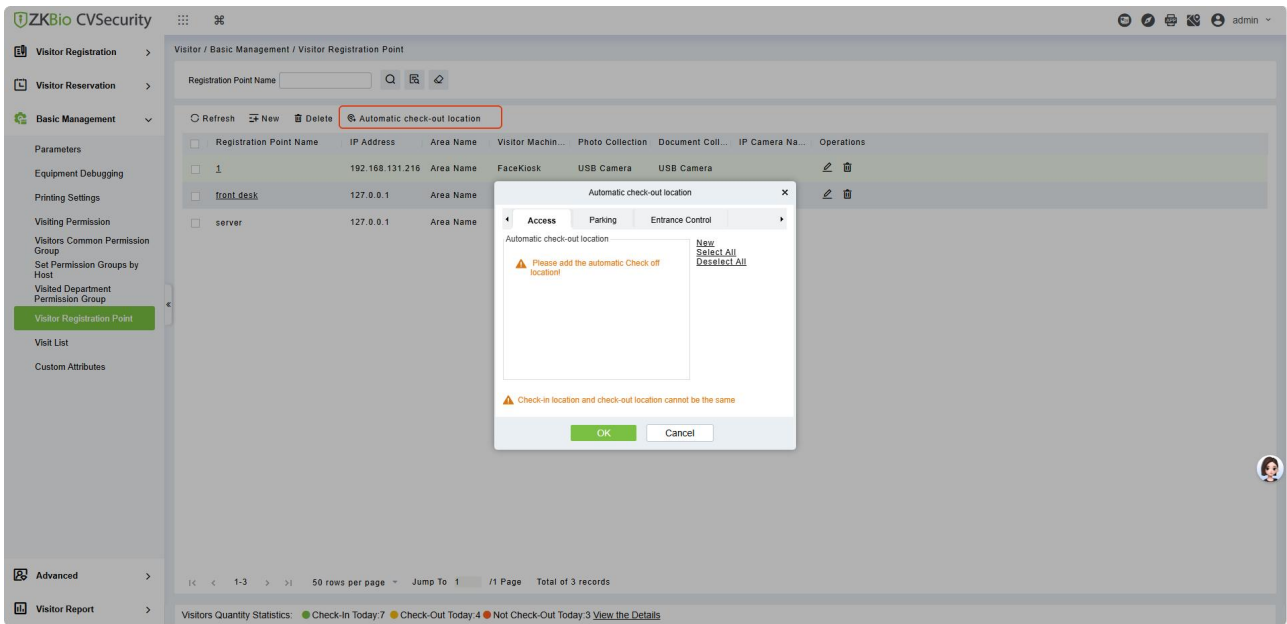 ZKBio CVSecurity
admin
Visitor Registration
Visitor Reservation
Basic Management
Parameters
Equipment Debugging
Printing Settings
Visiting Permission
Visitors Common Permission
Group
Set Permission Groups by
Host
Visited Department
Permission Group
Visitor Registration Point
Visit List
Custom Attributes
Advanced
Visitor Report
Visitor / Basic Management / Visitor Registration Point
Registration Point Name
Refresh New Delete Automatic check-out location
Registration Point Name IP Address Area Name Visitor Machin... Photo Collection Document Coll... IP Camera Na... Operations
1 192.168.131.216 Area Name FaceKiosk USB Camera USB Camera
front desk 127.0.0.1 Area Name
server 127.0.0.1 Area Name
Automatic check-out location
Access Parking Entrance Control
Automatic check-out location
Please add the automatic Check off
location!
New
Select All
Deselect All
Check-in location and check-out location cannot be the same
OK Cancel
1-3 50 rows per page Jump To 1 /1 Page Total of 3 records
Visitors Quantity Statistics: Check-In Today:7 Check-Out Today:4 Not Check-Out Today:3 View the Details